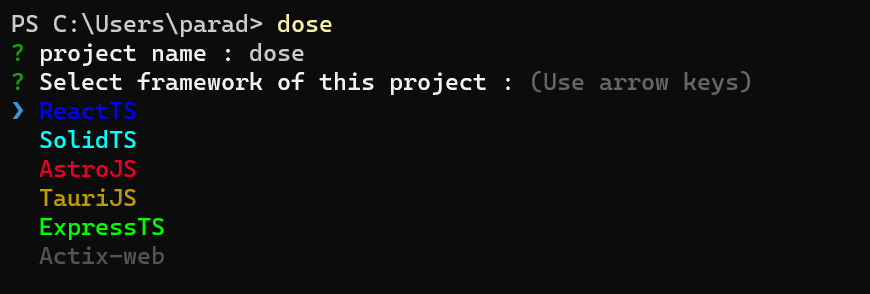 PS C:\Users\parad> dose
? project name : dose
? Select framework of this project : (Use arrow keys)
❯ ReactTS
SolidTS
AstroJS
TauriJS
ExpressTS
Actix-web